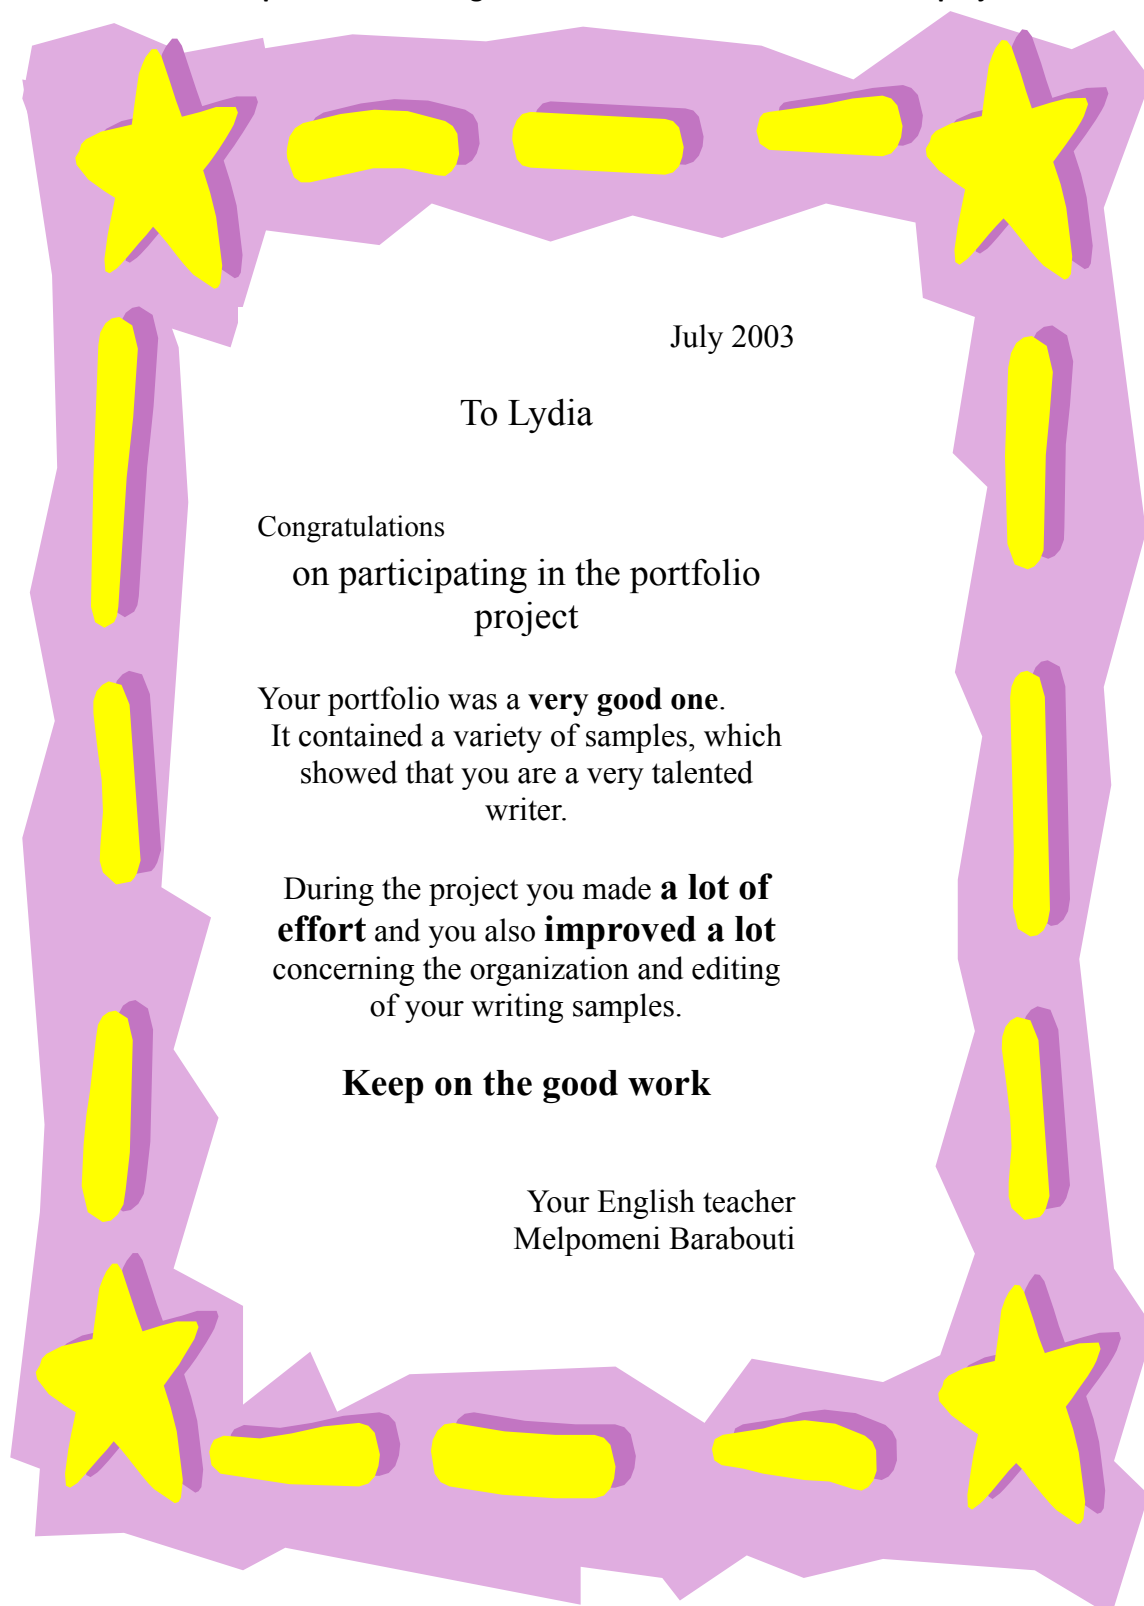 July 2003
To Lydia
Congratulations
on participating in the portfolio
project
Your portfolio was a very good one.
It contained a variety of samples, which
showed that you are a very talented
writer.
During the project you made a lot of
effort and you also improved a lot
concerning the organization and editing
of your writing samples.
Keep on the good work
Your English teacher
Melpomeni Barabouti